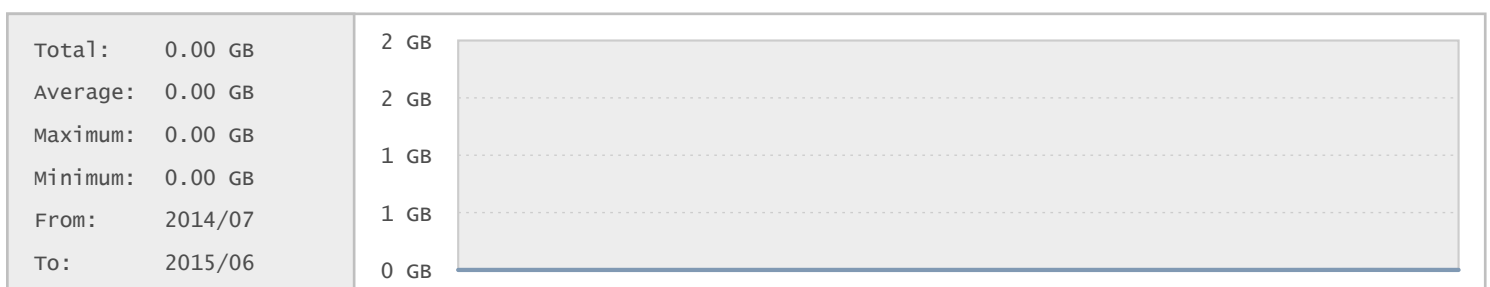 Total: 0.00 GB
Average: 0.00 GB
Maximum: 0.00 GB
Minimum: 0.00 GB
From: 2014/07
To: 2015/06
2 GB
2 GB
1 GB
1 GB
0 GB